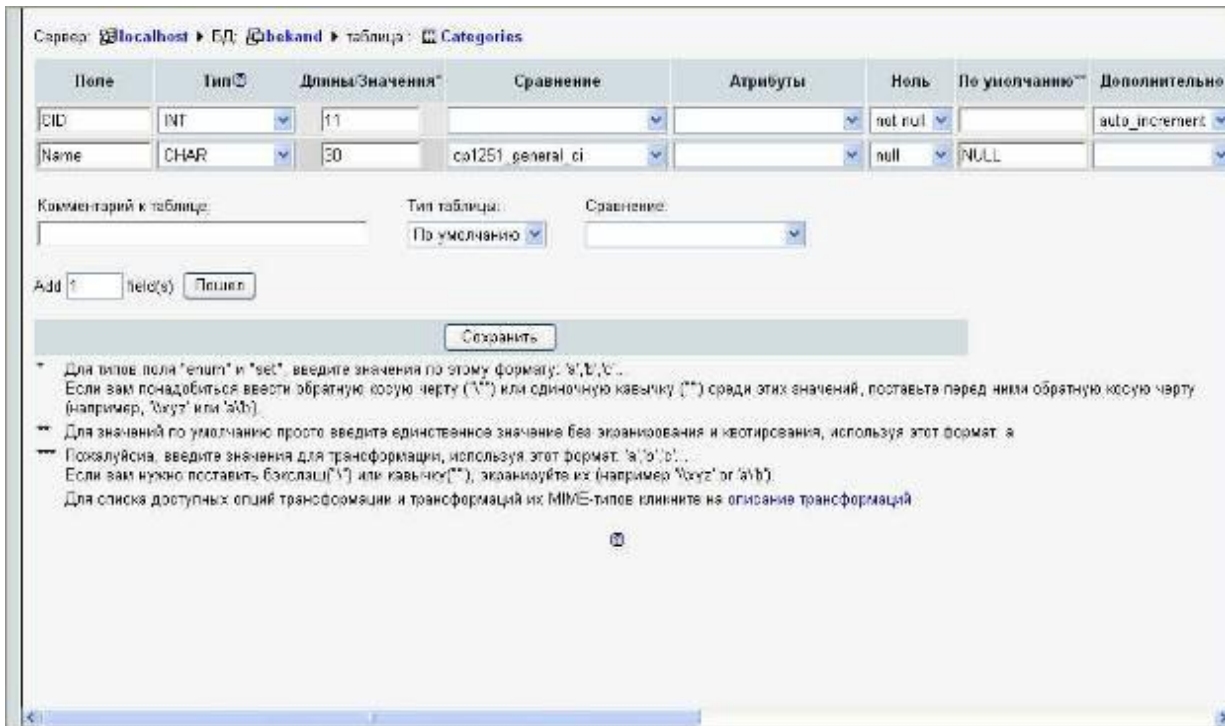 Сервер: localhost ▸ БД: bekand ▸ таблица : Categories
Поле Тип Длины/Значения* Сравнение Атрибуты Ноль По умолчанию** Дополнительно
CID INT 11 not null auto_increment
Name CHAR 30 cp1251_general_ci null NULL
Комментарий к таблице: Тип таблицы: Сравнение:
По умолчанию
Add 1 field(s) Пошел
Сохранить
* Для типов поля "enum" и "set", введите значения по этому формату: 'a','b','c'...
Если вам понадобиться ввести обратную косую черту ("\") или одиночную кавычку ("'") среди этих значений, поставьте перед ними обратную косую черту
(например, '\\xyz' или 'a\'b').
** Для значений по умолчанию просто введите единственное значение без экранирования и квотирования, используя этот формат: a
*** Пожалуйсиа, введите значения для трансформации, используя этот формат: 'a','b','c'...
Если вам нужно поставить бэкслаш("\") или кавычку("'"), экранируйте их (например '\\xyz' or 'a\'b').
Для списка доступных опций трансформации и трансформаций их MIME-типов кликните на описание трансформаций